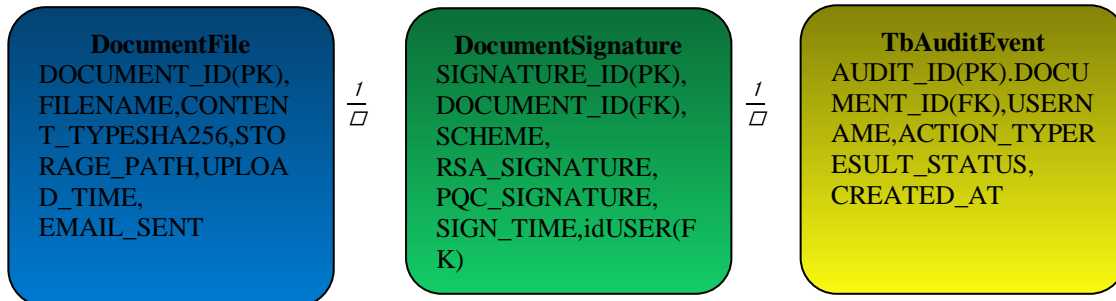 DocumentFile
DOCUMENT_ID(PK),
FILENAME,CONTEN
T_TYPESHA256,STO
RAGE_PATH,UPLOA
D_TIME,
EMAIL_SENT
1
□
DocumentSignature
SIGNATURE_ID(PK),
DOCUMENT_ID(FK),
SCHEME,
RSA_SIGNATURE,
PQC_SIGNATURE,
SIGN_TIME,idUSER(F
K)
1
□
TbAuditEvent
AUDIT_ID(PK).DOCU
MENT_ID(FK),USERN
AME,ACTION_TYPER
ESULT_STATUS,
CREATED_AT